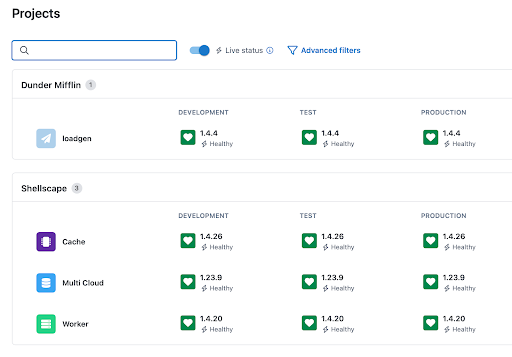 Projects
Live status Advanced filters
Dunder Mifflin 1
DEVELOPMENT TEST PRODUCTION
loadgen 1.4.4 1.4.4 1.4.4
Healthy Healthy Healthy
Shellscape 3
DEVELOPMENT TEST PRODUCTION
Cache 1.4.26 1.4.26 1.4.26
Healthy Healthy Healthy
Multi Cloud 1.23.9 1.23.9 1.23.9
Healthy Healthy Healthy
Worker 1.4.20 1.4.20 1.4.20
Healthy Healthy Healthy